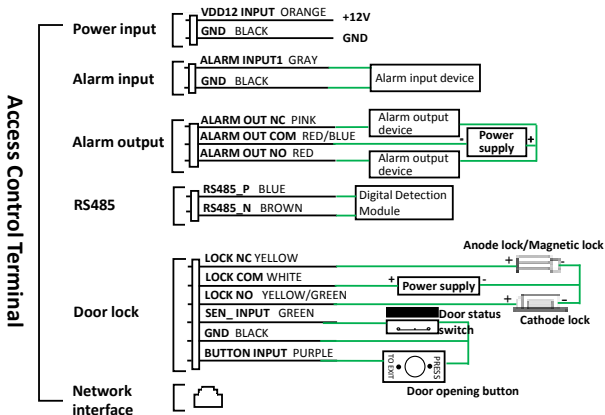 Access Control Terminal
Power input
VDD12 INPUT ORANGE
+12V
GND BLACK
GND
Alarm input
ALARM INPUT1 GRAY
GND BLACK
Alarm input device
Alarm output
ALARM OUT NC PINK
ALARM OUT COM RED/BLUE
ALARM OUT NO RED
Alarm output
device
- Power +
supply
Alarm output
device
RS485
RS485_P BLUE
RS485_N BROWN
Digital Detection
Module
Door lock
LOCK NC YELLOW
LOCK COM WHITE
LOCK NO YELLOW/GREEN
SEN_ INPUT GREEN
GND BLACK
BUTTON INPUT PURPLE
Anode lock/Magnetic lock
+ -
+ Power supply -
+ -
Cathode lock
Door status
switch
TO EXIT
PRESS
Door opening button
Network
interface